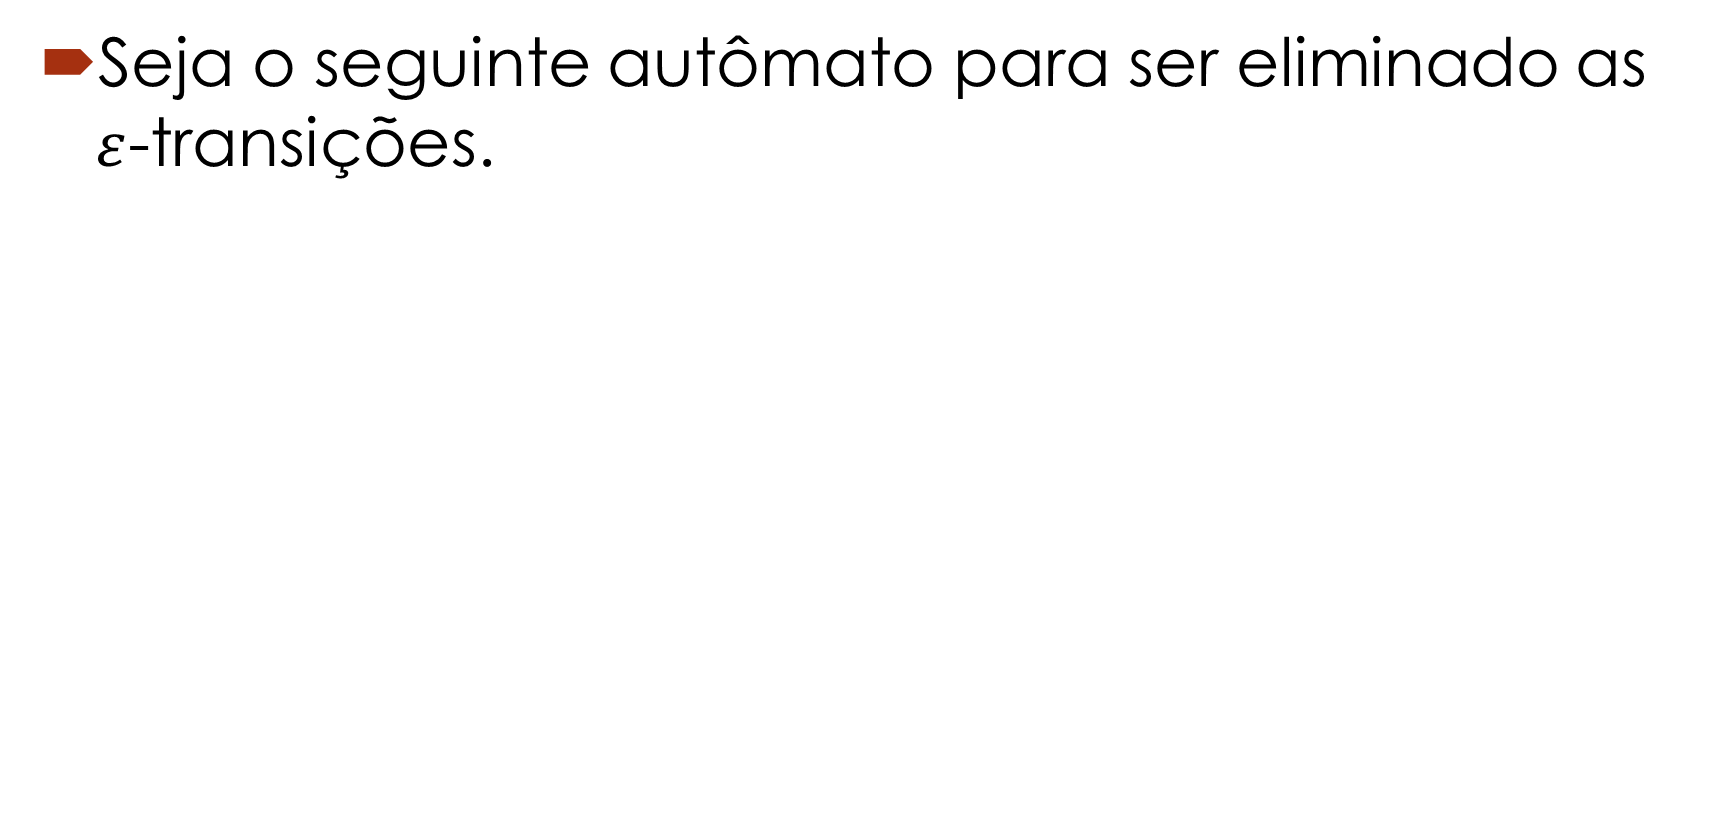 Seja o seguinte autômato para ser eliminado as
ε-transições.